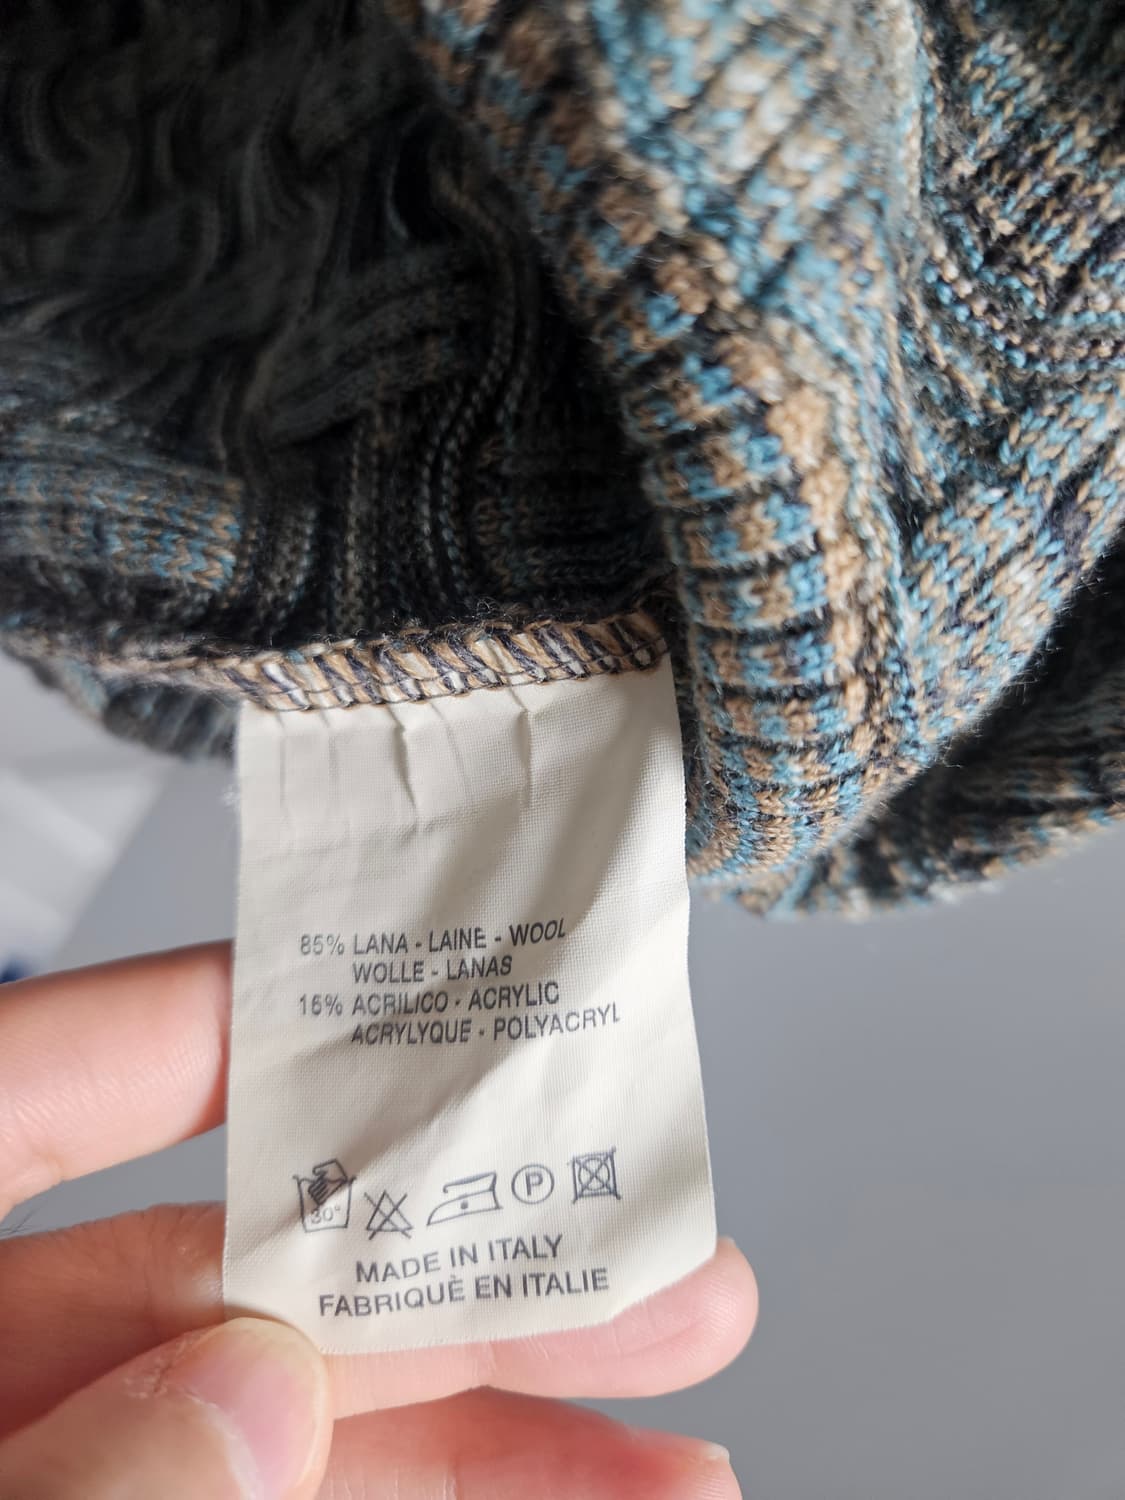 85% LANA - LAINE - WOOL
WOLLE - LANAS
15% ACRILICO - ACRYLIC
ACRYLYQUE - POLYACRYL
30°
P
MADE IN ITALY
FABRIQUÈ EN ITALIE